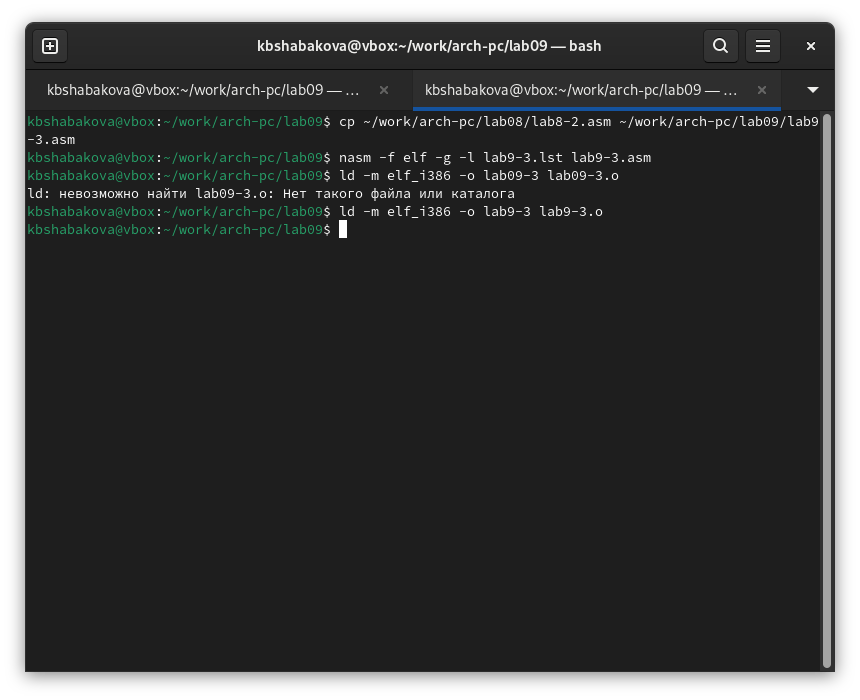 kbshabakova@vbox:~/work/arch-pc/lab09 — bash
kbshabakova@vbox:~/work/arch-pc/lab09 — …
kbshabakova@vbox:~/work/arch-pc/lab09 — …
kbshabakova@vbox:~/work/arch-pc/lab09$ cp ~/work/arch-pc/lab08/lab8-2.asm ~/work/arch-pc/lab09/lab9
-3.asm
kbshabakova@vbox:~/work/arch-pc/lab09$ nasm -f elf -g -l lab9-3.lst lab9-3.asm
kbshabakova@vbox:~/work/arch-pc/lab09$ ld -m elf_i386 -o lab09-3 lab09-3.o
ld: невозможно найти lab09-3.o: Нет такого файла или каталога
kbshabakova@vbox:~/work/arch-pc/lab09$ ld -m elf_i386 -o lab9-3 lab9-3.o
kbshabakova@vbox:~/work/arch-pc/lab09$